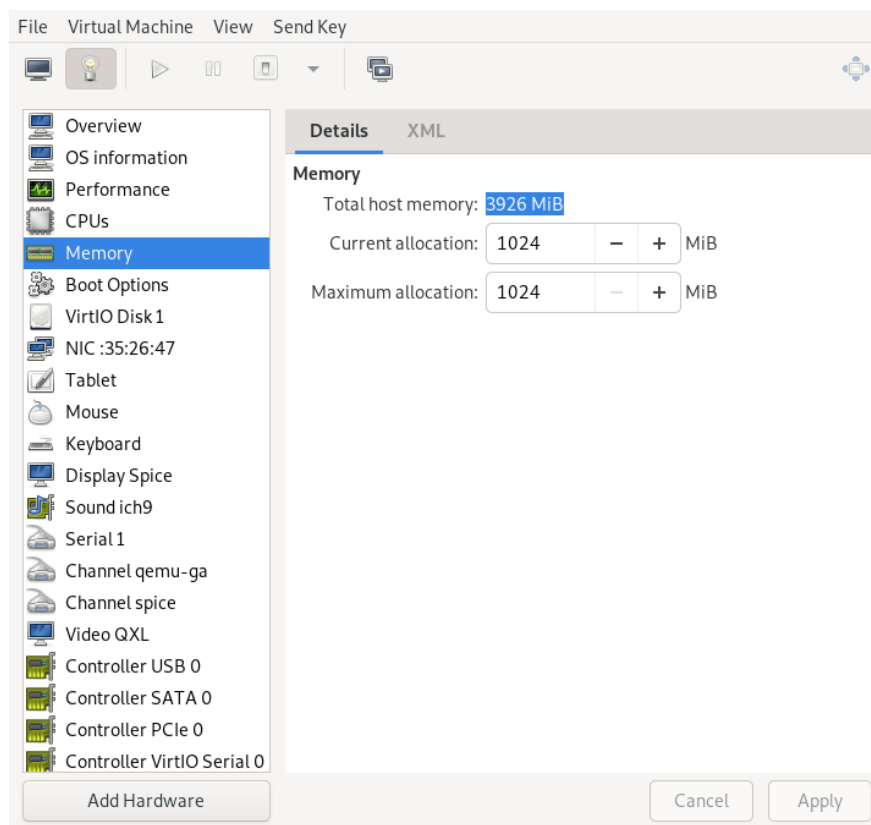 File Virtual Machine View Send Key
Overview
OS information
Performance
CPUs
Memory
Boot Options
VirtIO Disk 1
NIC :35:26:47
Tablet
Mouse
Keyboard
Display Spice
Sound ich9
Serial 1
Channel qemu-ga
Channel spice
Video QXL
Controller USB 0
Controller SATA 0
Controller PCIe 0
Controller VirtIO Serial 0
Add Hardware
Details XML
Memory
Total host memory: 3926 MiB
Current allocation: 1024 − + MiB
Maximum allocation: 1024 − + MiB
Cancel Apply